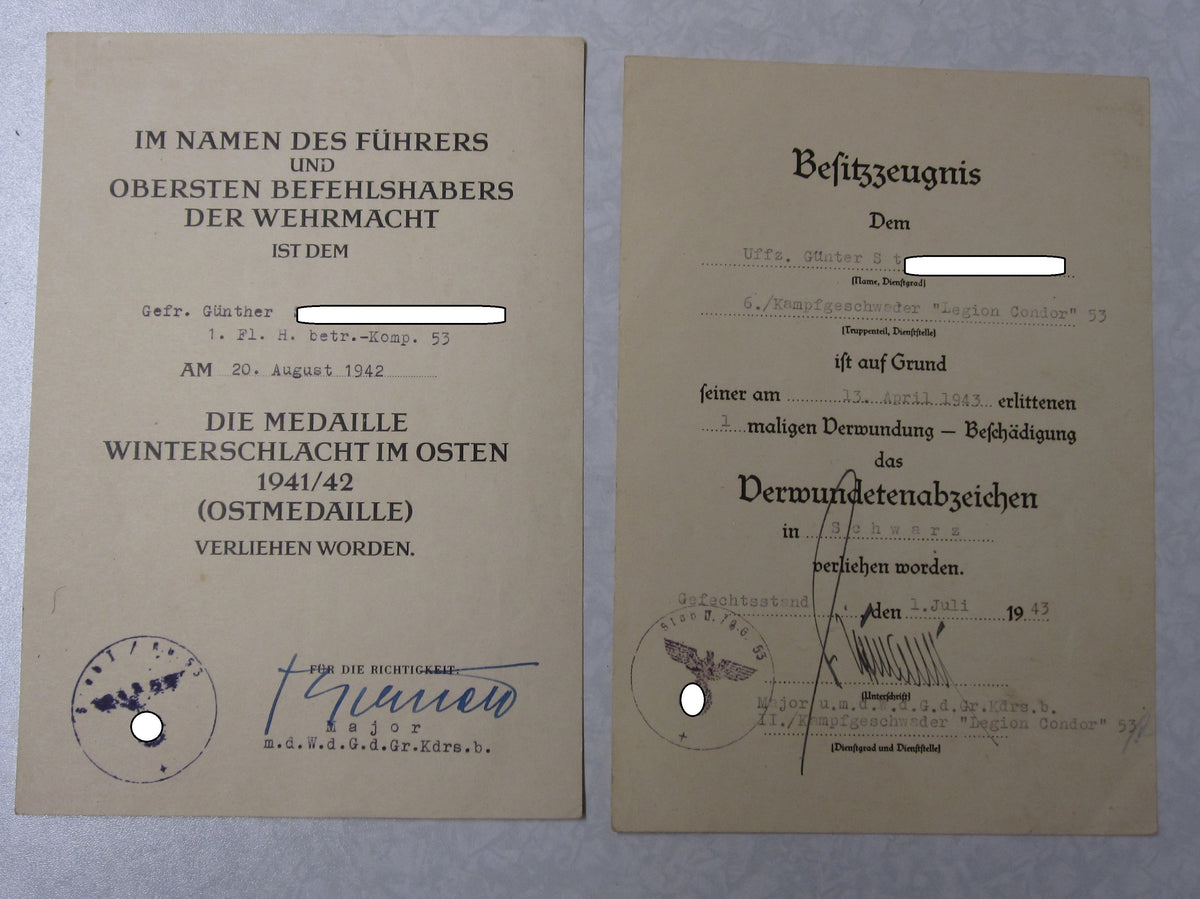 IM NAMEN DES FÜHRERS
UND
OBERSTEN BEFEHLSHABERS
DER WEHRMACHT
IST DEM
Gefr. Günther
1. Fl. H. betr.-Komp. 53
AM 20. August 1942
DIE MEDAILLE
WINTERSCHLACHT IM OSTEN
1941/42
(OSTMEDAILLE)
VERLIEHEN WORDEN.
FÜR DIE RICHTIGKEIT:
Major
m.d.W.d.G.d.Gr.Kdrs.b.
Beſitzzeugnis
Dem
Uffz. Günter S t
(Name, Dienſtgrad)
6./Kampfgeschwader "Legion Condor" 53
(Truppenteil, Dienſtſtelle)
iſt auf Grund
ſeiner am 13. April 1943 erlittenen
1 maligen Verwundung — Beſchädigung
das
Verwundetenabzeichen
in Schwarz
verliehen worden.
Gefechtsstand, den 1. Juli 1943
(Unterſchrift)
Major u.m.d.W.d.G.d.Gr.Kdrs.b.
II./Kampfgeschwader "Legion Condor" 53
(Dienſtgrad und Dienſtſtelle)